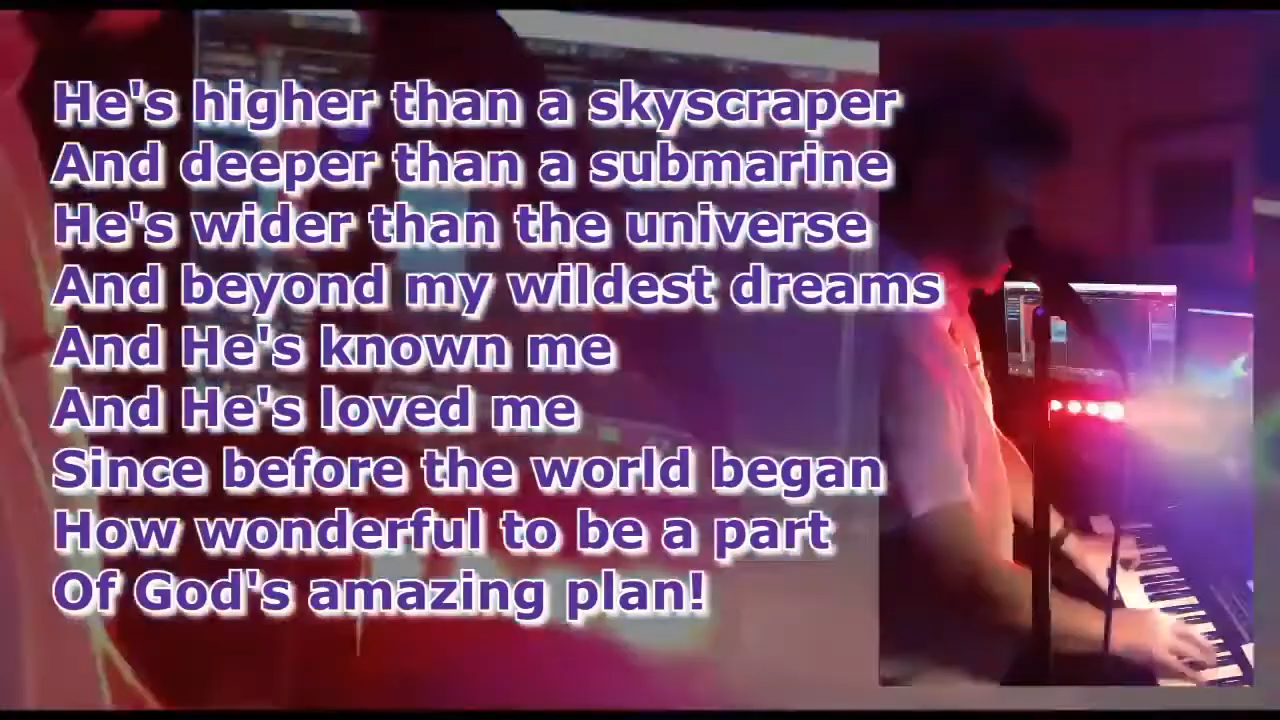 He's higher than a skyscraper
And deeper than a submarine
He's wider than the universe
And beyond my wildest dreams
And He's known me
And He's loved me
Since before the world began
How wonderful to be a part
Of God's amazing plan!